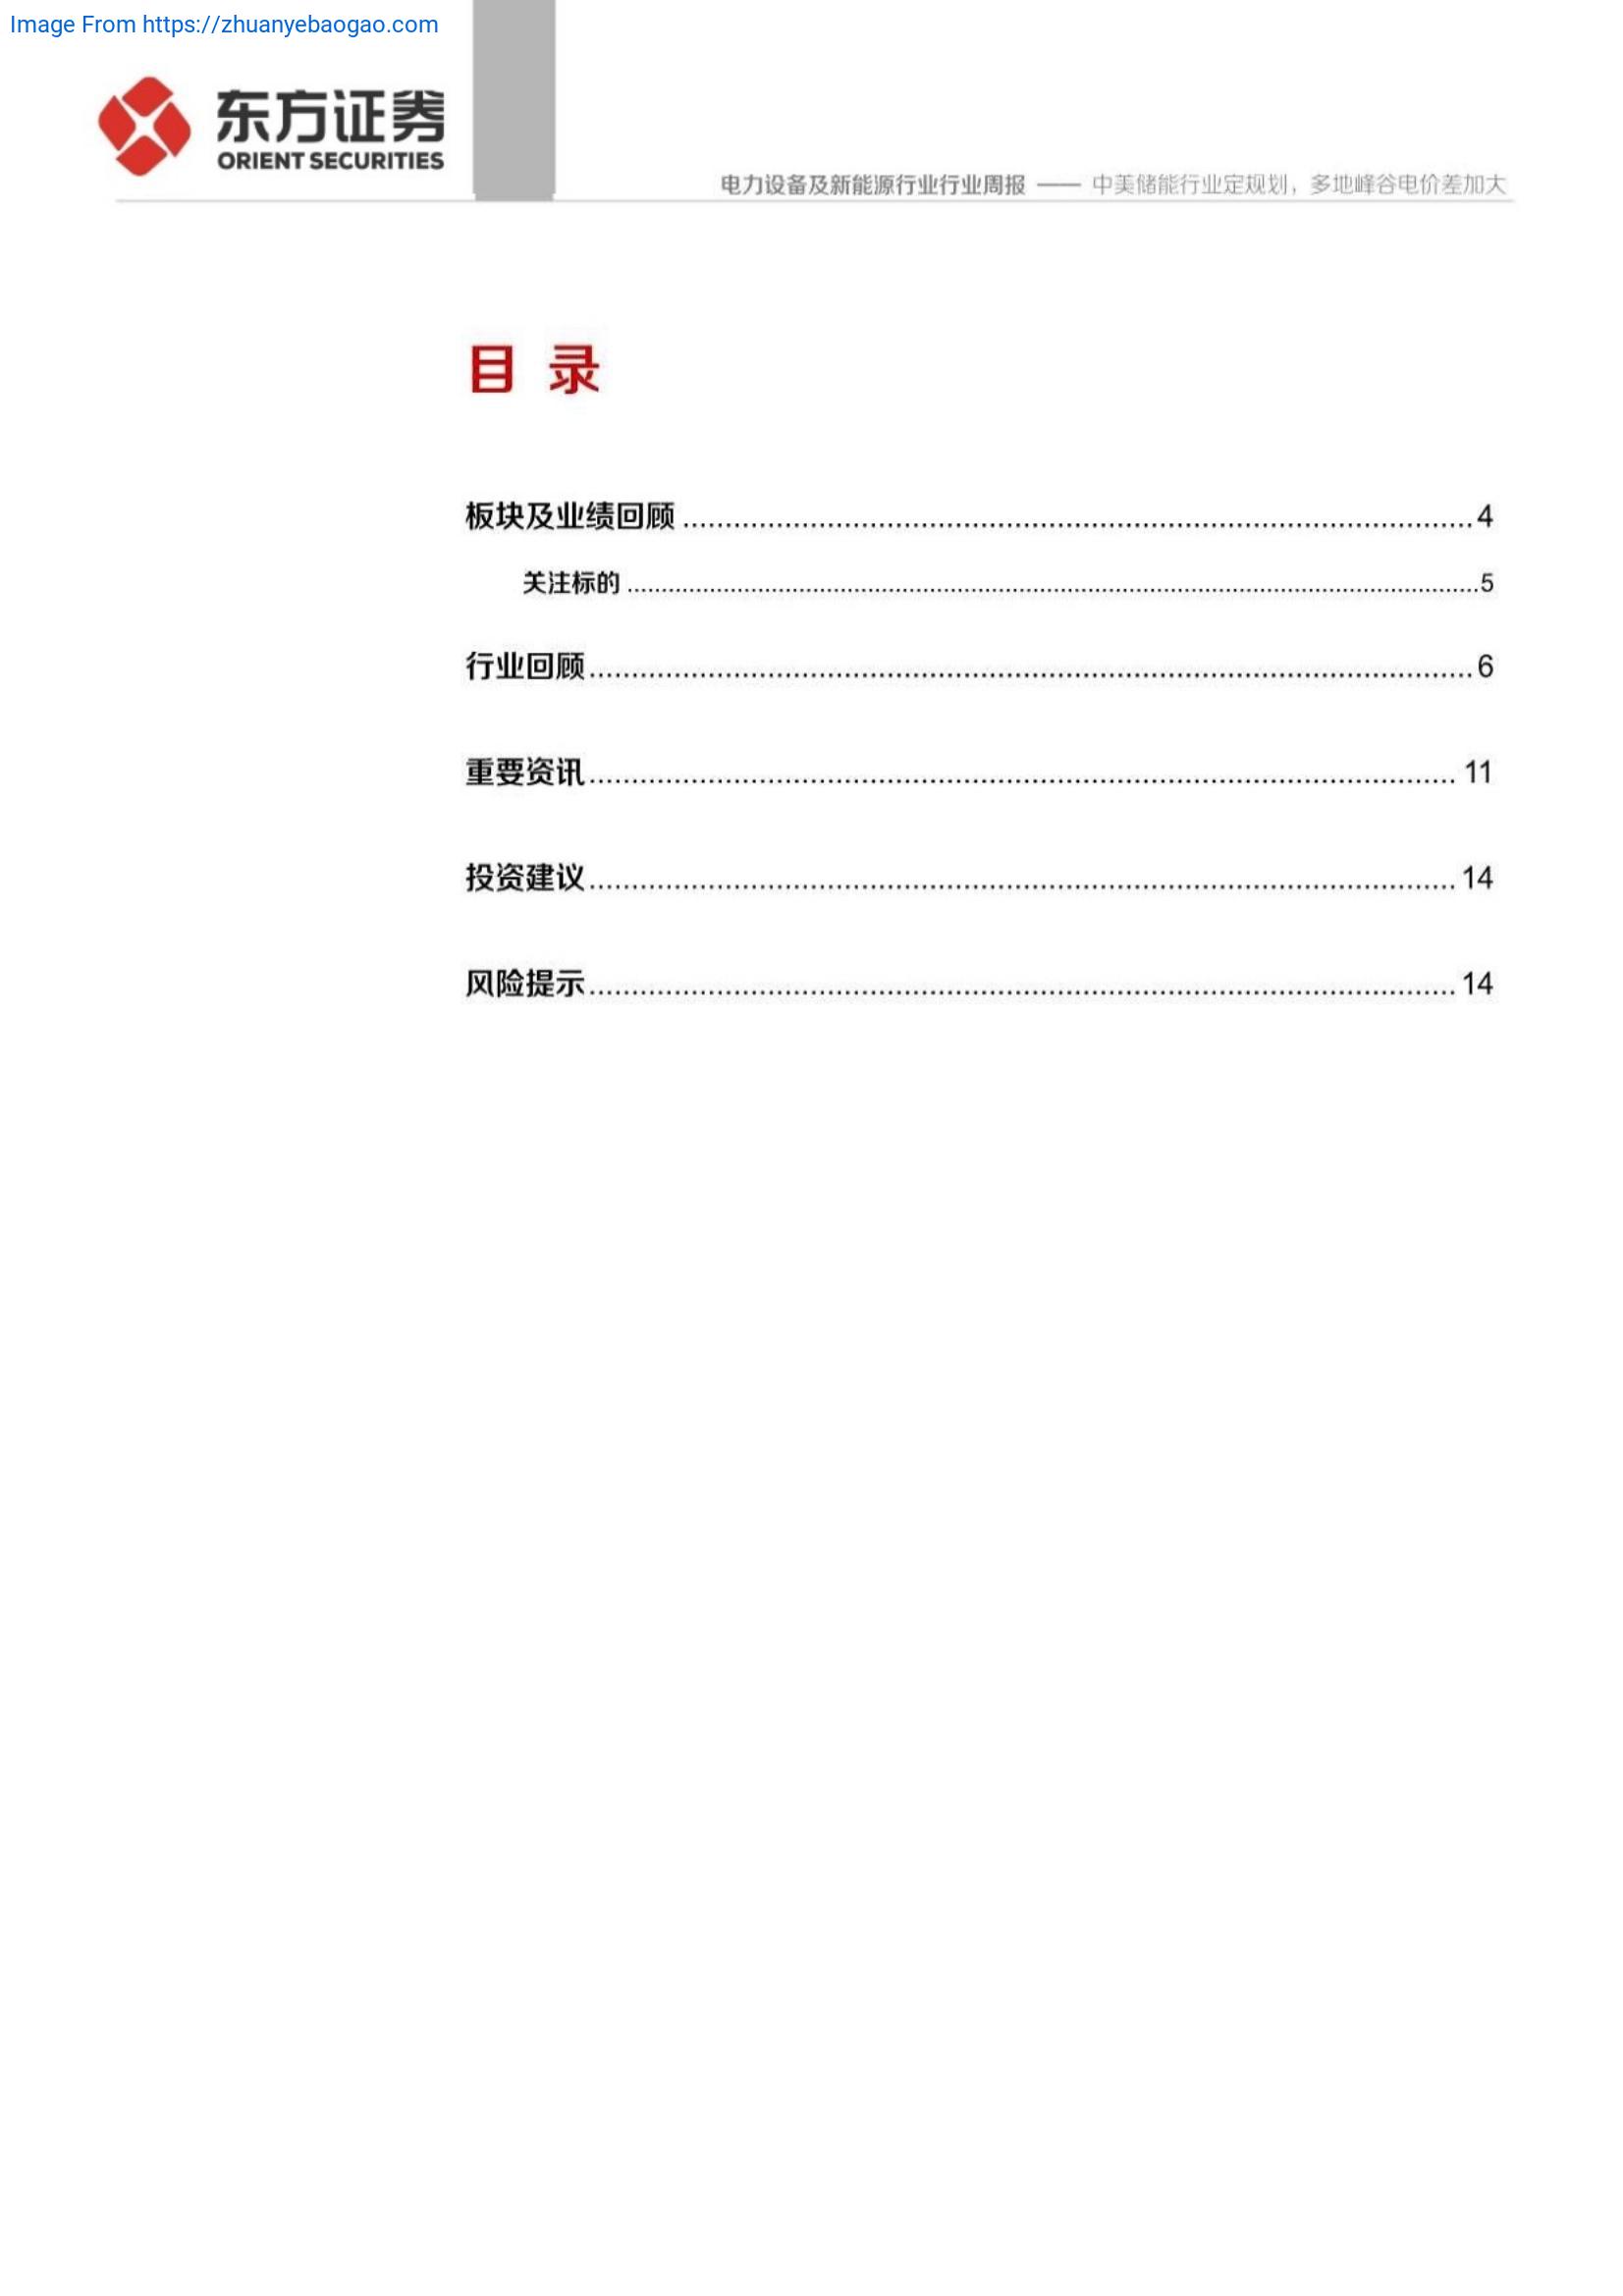 Image From https://zhuanyebaogao.com
东方证券
ORIENT SECURITIES
电力设备及新能源行业行业周报 —— 中美储能行业定规划，多地峰谷电价差加大
目 录
板块及业绩回顾 ........................................ 4
关注标的 ........................................ 5
行业回顾 ........................................ 6
重要资讯 ........................................ 11
投资建议 ........................................ 14
风险提示 ........................................ 14